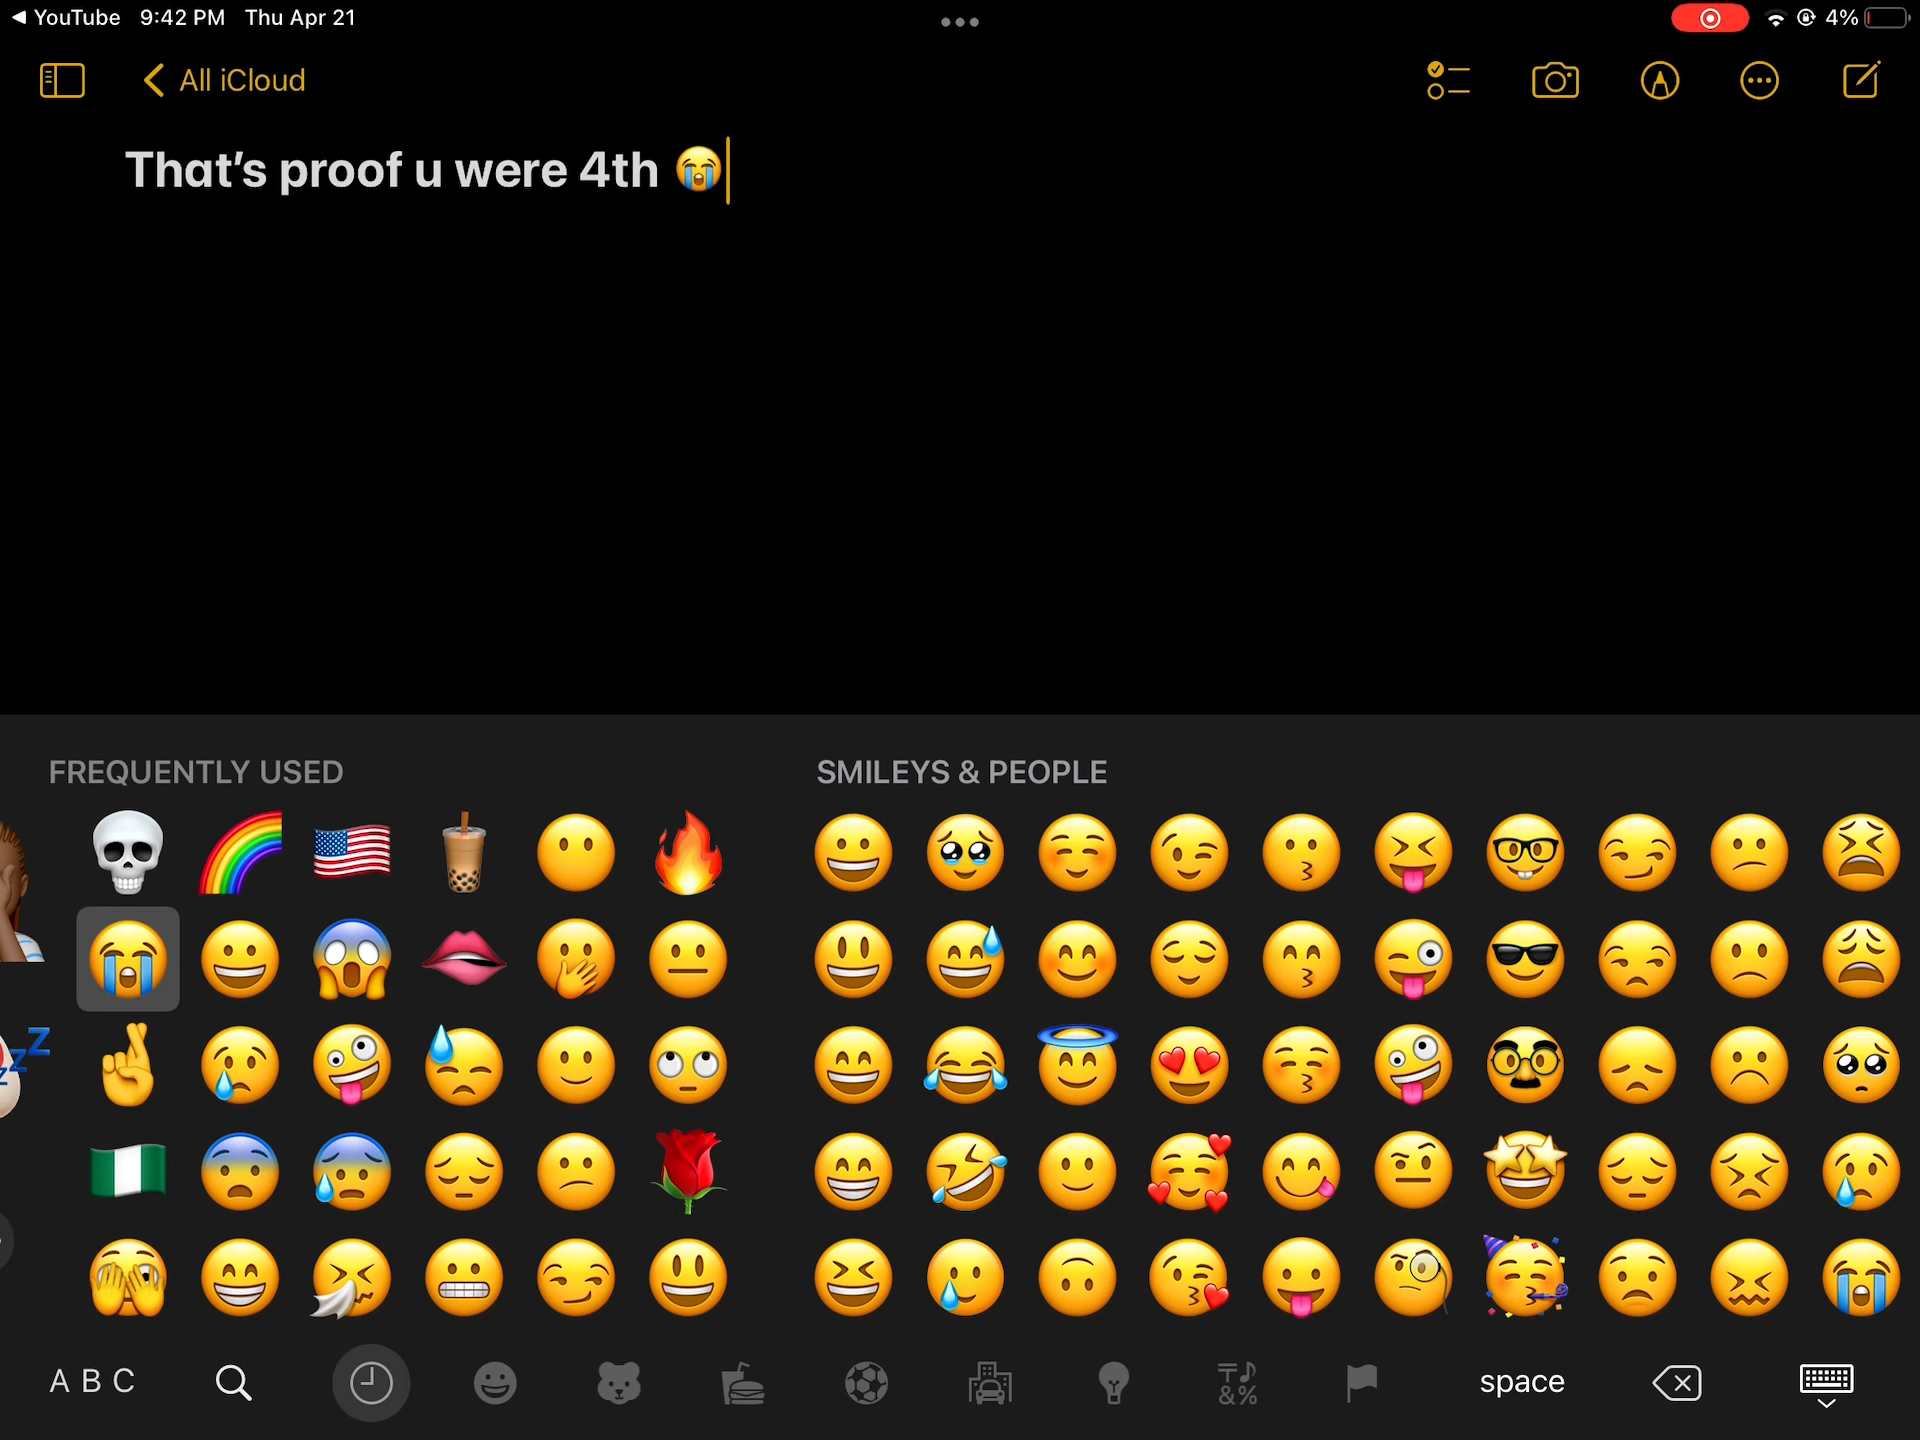 YouTube 9:42 PM Thu Apr 21
4%
All iCloud
That’s proof u were 4th 😭
FREQUENTLY USED
SMILEYS & PEOPLE
ABC
space